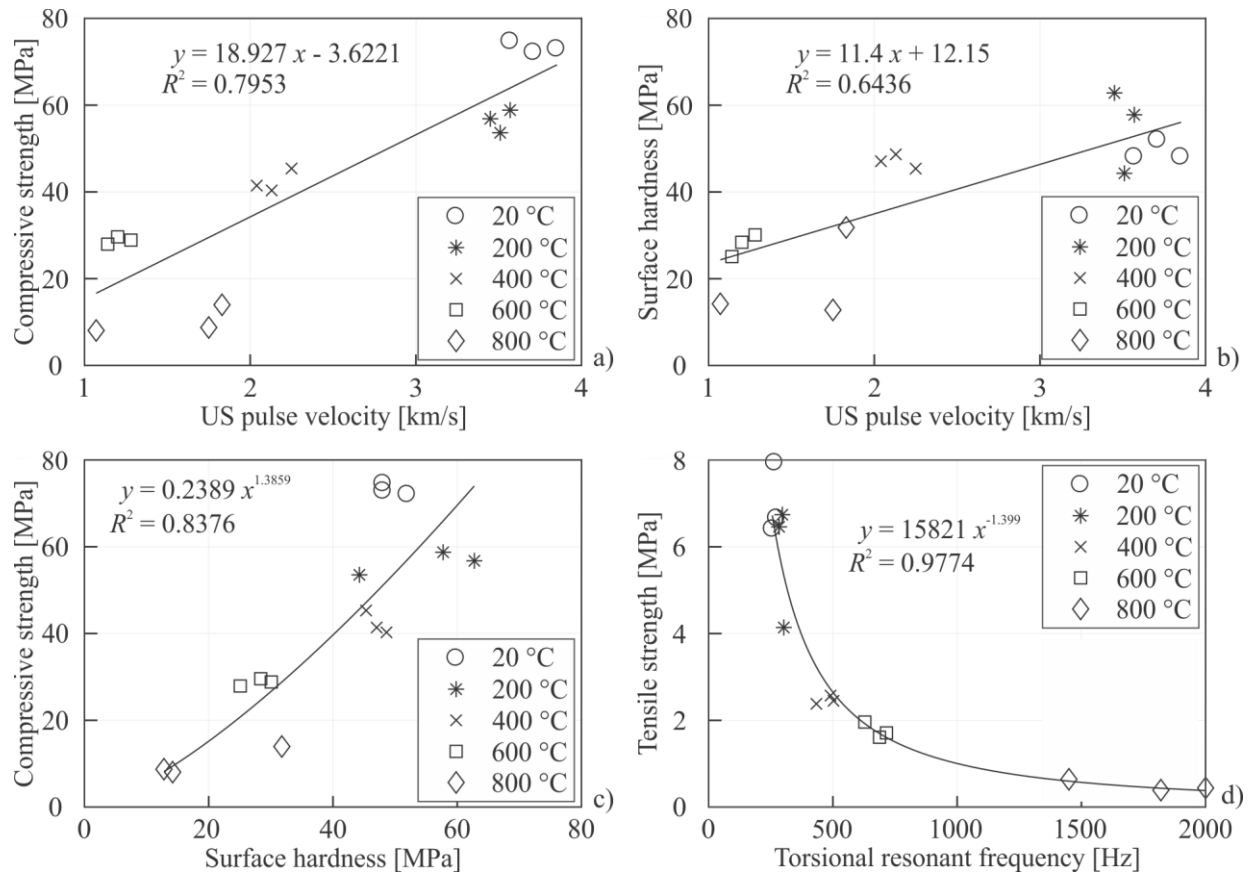 y = 18.927 x - 3.6221
R² = 0.7953
80
60
40
20
0
Compressive strength [MPa]
20 °C
200 °C
400 °C
600 °C
800 °C
a)
1 2 3 4
US pulse velocity [km/s]
y = 11.4 x + 12.15
R² = 0.6436
80
60
40
20
0
Surface hardness [MPa]
20 °C
200 °C
400 °C
600 °C
800 °C
b)
1 2 3 4
US pulse velocity [km/s]
y = 0.2389 x^1.3859
R² = 0.8376
80
60
40
20
0
Compressive strength [MPa]
20 °C
200 °C
400 °C
600 °C
800 °C
c)
0 20 40 60 80
Surface hardness [MPa]
8
6
4
2
0
Tensile strength [MPa]
20 °C
200 °C
400 °C
600 °C
800 °C
y = 15821 x^-1.399
R² = 0.9774
d)
0 500 1000 1500 2000
Torsional resonant frequency [Hz]